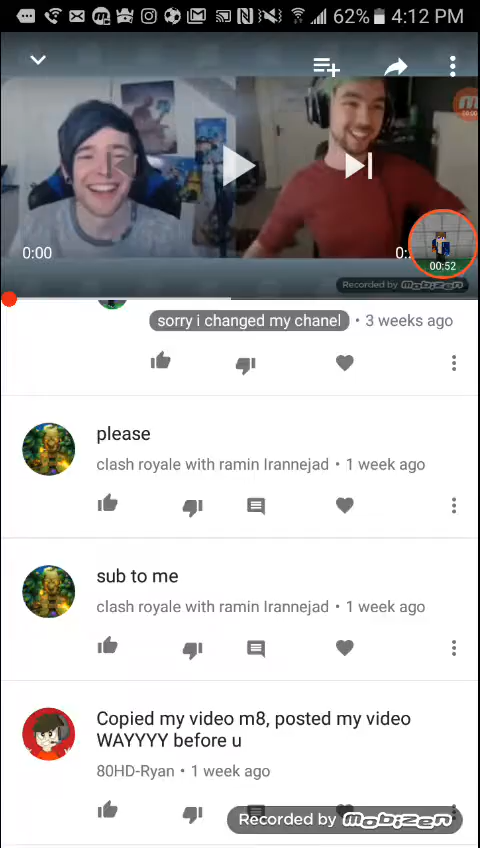 62% 4:12 PM
00:00
0:00
00:52
Recorded by mobizen
sorry i changed my chanel • 3 weeks ago
please
clash royale with ramin Irannejad • 1 week ago
sub to me
clash royale with ramin Irannejad • 1 week ago
Copied my video m8, posted my video
WAYYYY before u
80HD-Ryan • 1 week ago
Recorded by mobizen